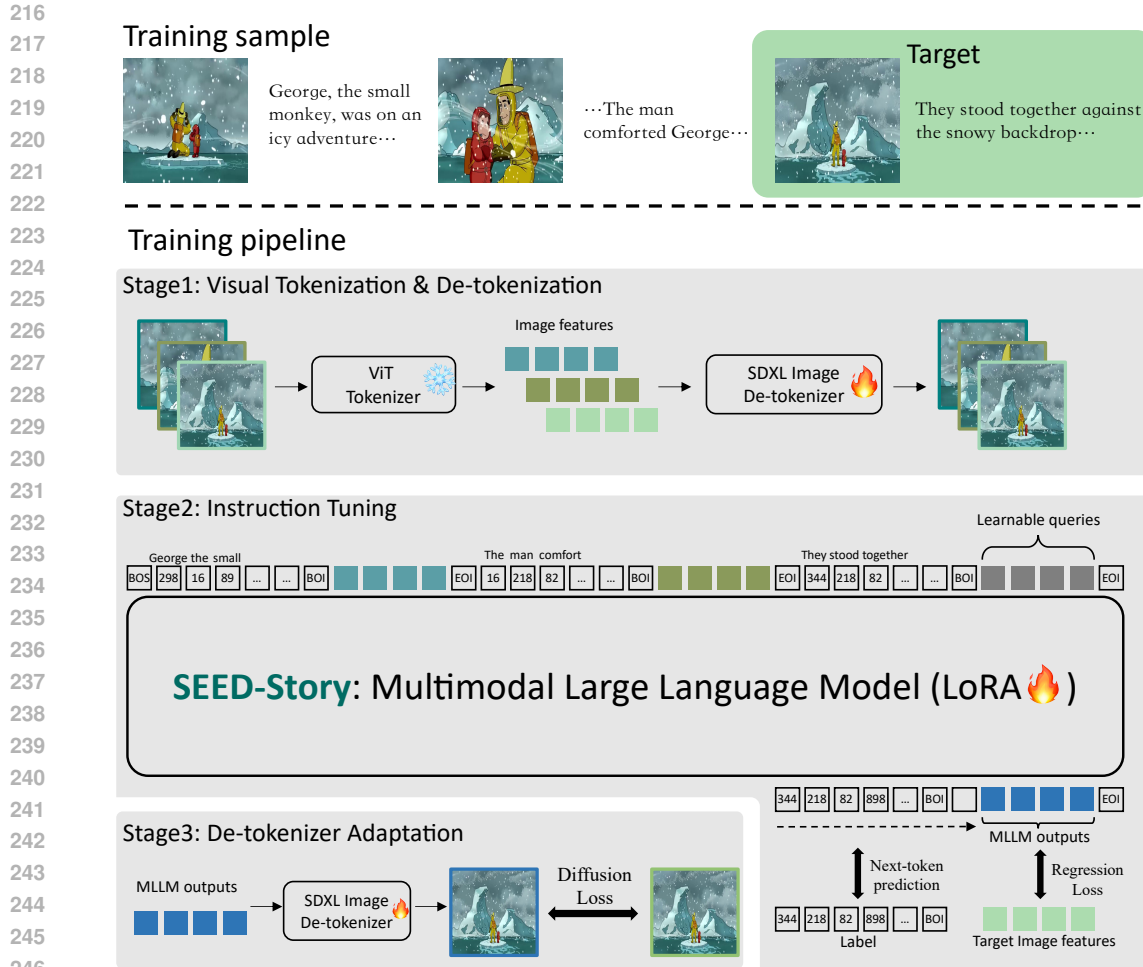 216
217
218
219
220
221
222
223
224
225
226
227
228
229
230
231
232
233
234
235
236
237
238
239
240
241
242
243
244
245
Training sample
George, the small
monkey, was on an
icy adventure⋯
⋯The man
comforted George⋯
Target
They stood together against
the snowy backdrop⋯
Training pipeline
Stage1: Visual Tokenization & De-tokenization
ViT
Tokenizer
Image features
SDXL Image
De-tokenizer
Stage2: Instruction Tuning
Learnable queries
George the small
The man comfort
They stood together
BOS 298 16 89 ... ... BOI EOI 16 218 82 ... ... BOI EOI 344 218 82 ... ... BOI EOI
SEED-Story: Multimodal Large Language Model (LoRA )
344 218 82 898 ... BOI EOI
MLLM outputs
Next-token
prediction
Regression
Loss
344 218 82 898 ... BOI
Label
Target Image features
Stage3: De-tokenizer Adaptation
MLLM outputs
SDXL Image
De-tokenizer
Diffusion
Loss